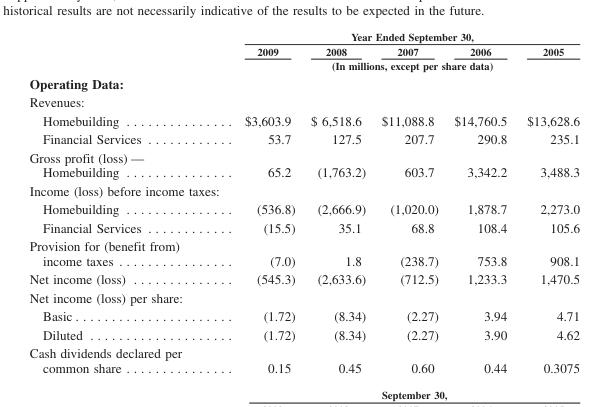 historical results are not necessarily indicative of the results to be expected in the future.
Year Ended September 30,
2009 2008 2007 2006 2005
(In millions, except per share data)
Operating Data:
Revenues:
Homebuilding ............... $3,603.9 $ 6,518.6 $11,088.8 $14,760.5 $13,628.6
Financial Services ............ 53.7 127.5 207.7 290.8 235.1
Gross profit (loss) —
Homebuilding ............... 65.2 (1,763.2) 603.7 3,342.2 3,488.3
Income (loss) before income taxes:
Homebuilding ............... (536.8) (2,666.9) (1,020.0) 1,878.7 2,273.0
Financial Services ............ (15.5) 35.1 68.8 108.4 105.6
Provision for (benefit from)
income taxes ................ (7.0) 1.8 (238.7) 753.8 908.1
Net income (loss) .............. (545.3) (2,633.6) (712.5) 1,233.3 1,470.5
Net income (loss) per share:
Basic ...................... (1.72) (8.34) (2.27) 3.94 4.71
Diluted .................... (1.72) (8.34) (2.27) 3.90 4.62
Cash dividends declared per
common share ............... 0.15 0.45 0.60 0.44 0.3075
September 30,